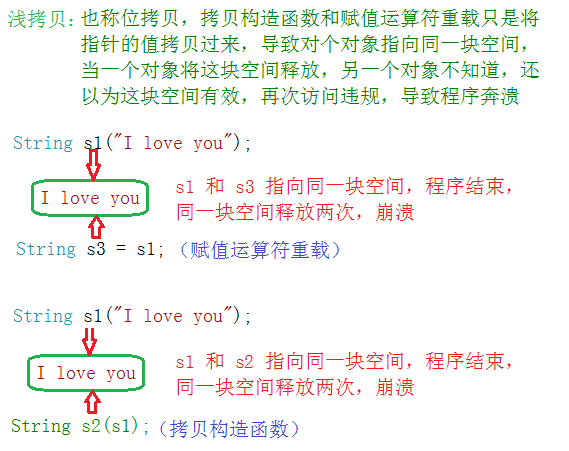 浅拷贝：也称位拷贝，拷贝构造函数和赋值运算符重载只是将
指针的值拷贝过来，导致对个对象指向同一块空间，
当一个对象将这块空间释放，另一个对象不知道，还
以为这块空间有效，再次访问违规，导致程序奔溃
String s1("I love you");
I love you
s1 和 s3 指向同一块空间，程序结束，
同一块空间释放两次，崩溃
String s3 = s1;（赋值运算符重载）
String s1("I love you");
I love you
s1 和 s2 指向同一块空间，程序结束，
同一块空间释放两次，崩溃
String s2(s1);（拷贝构造函数）